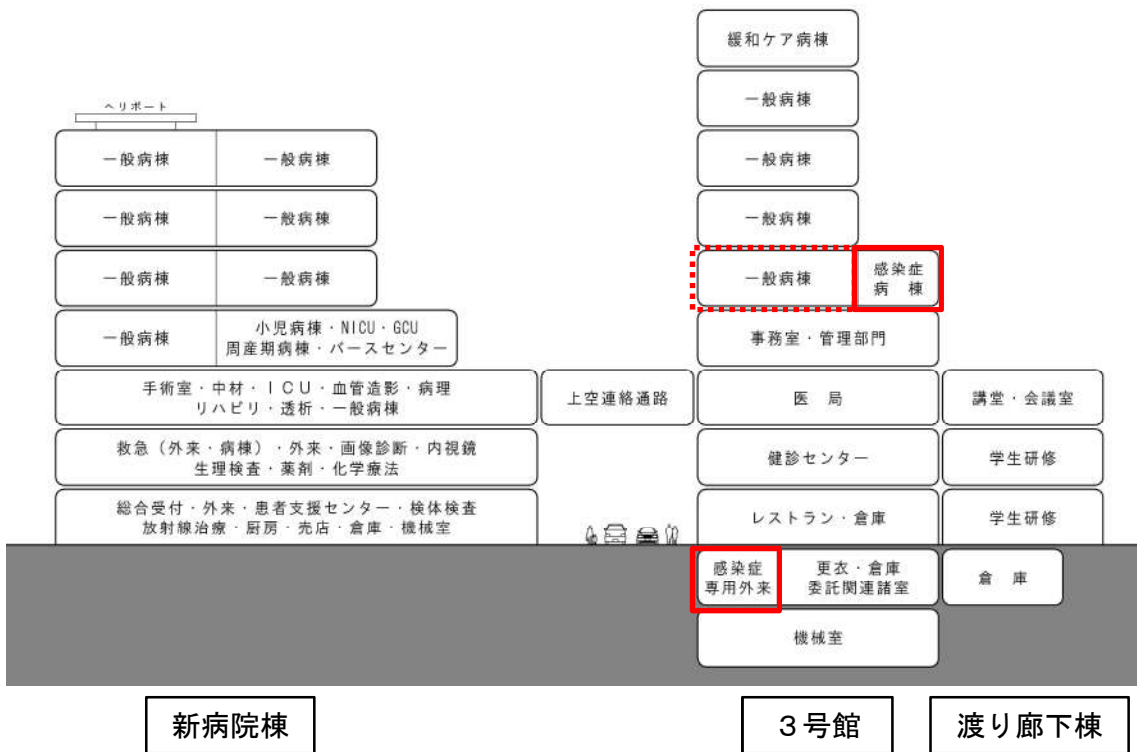 緩和ケア病棟
一般病棟
ヘリポート
一般病棟 一般病棟 一般病棟
一般病棟 一般病棟 一般病棟
一般病棟 一般病棟 一般病棟 感染症
病 棟
一般病棟 小児病棟・NICU・GCU
周産期病棟・バースセンター
事務室・管理部門
手術室・中材・ICU・血管造影・病理
リハビリ・透析・一般病棟
上空連絡通路
医 局
講堂・会議室
救急(外来・病棟)・外来・画像診断・内視鏡
生理検査・薬剤・化学療法
健診センター
学生研修
総合受付・外来・患者支援センター・検体検査
放射線治療・厨房・売店・倉庫・機械室
レストラン・倉庫
学生研修
感染症
専用外来
更衣・倉庫
委託関連諸室
倉 庫
機械室
新病院棟
3号館
渡り廊下棟